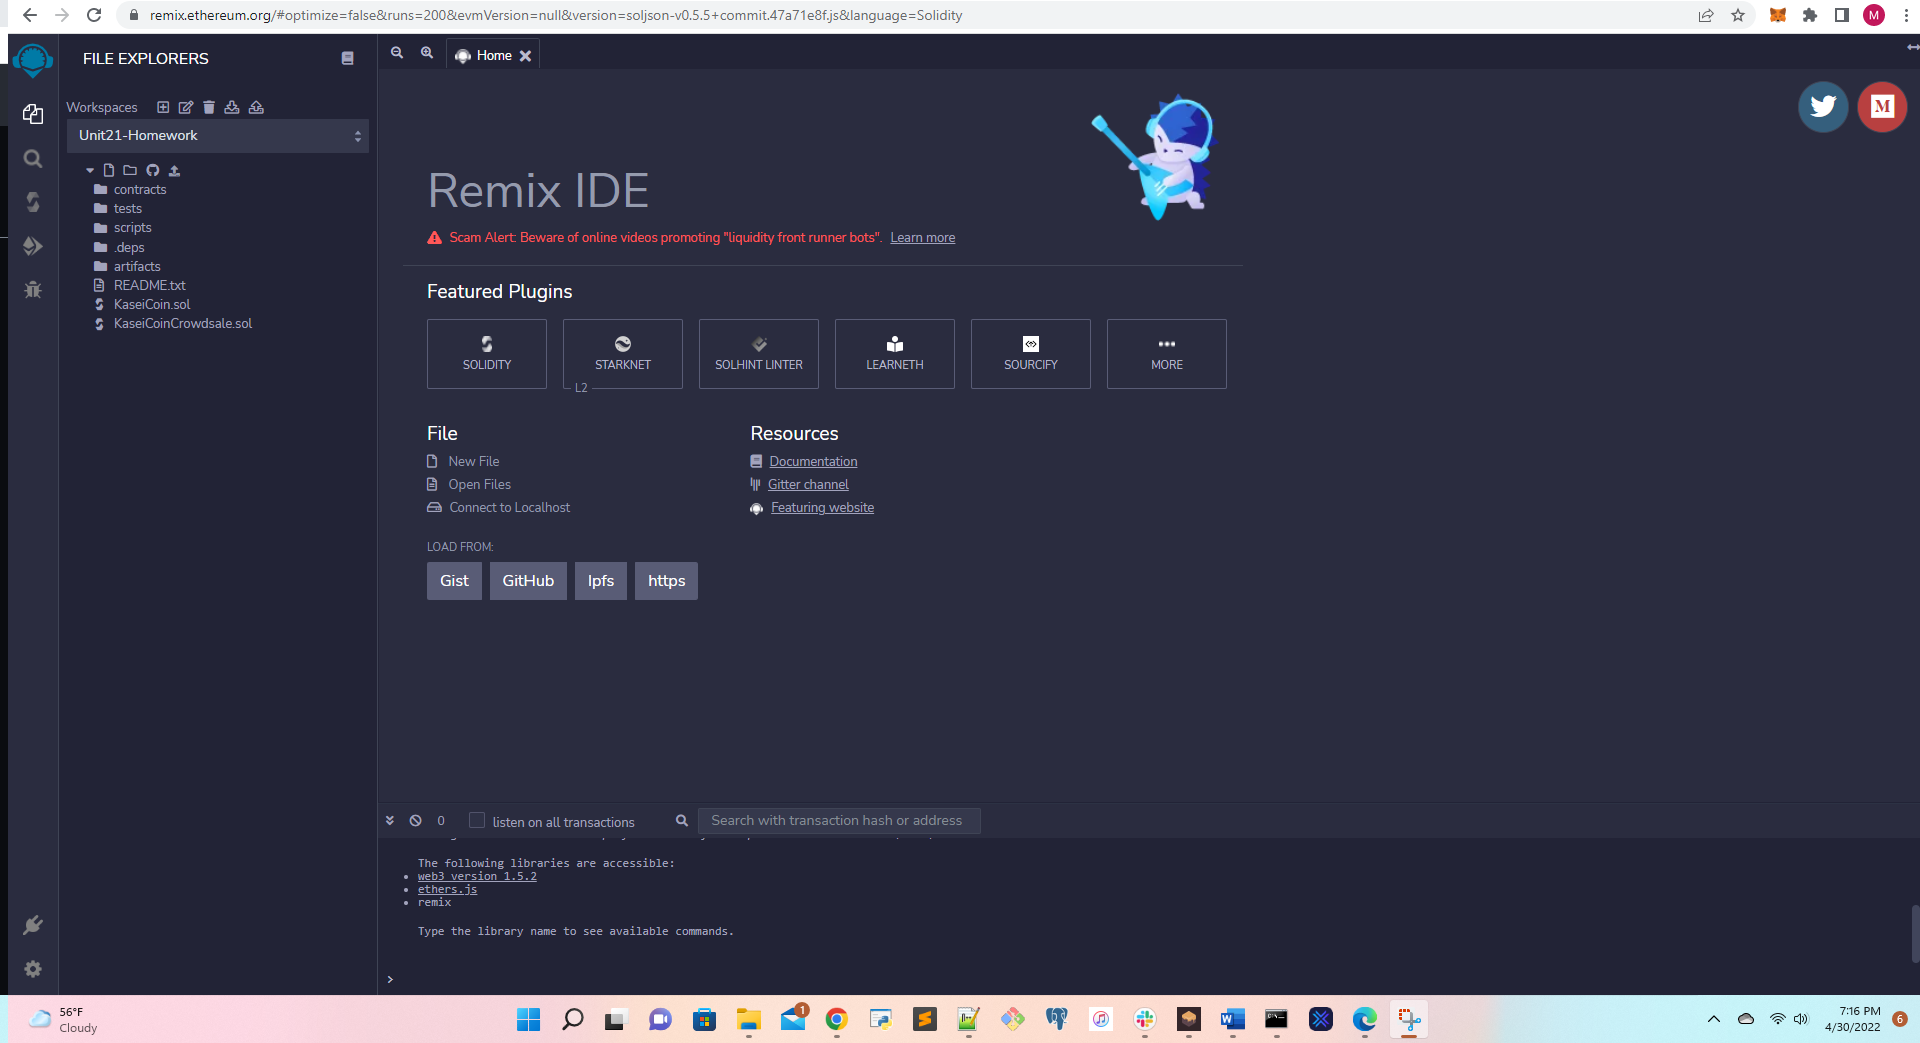 remix.ethereum.org/#optimize=false&runs=200&evmVersion=null&version=soljson-v0.5.5+commit.47a71e8f.js&language=Solidity
M
FILE EXPLORERS
Home
Workspaces
Unit21-Homework
contracts
tests
scripts
.deps
artifacts
README.txt
KaseiCoin.sol
KaseiCoinCrowdsale.sol
M
Remix IDE
Scam Alert: Beware of online videos promoting "liquidity front runner bots". Learn more
Featured Plugins
SOLIDITY
STARKNET
L2
SOLHINT LINTER
LEARNETH
SOURCIFY
MORE
File
New File
Open Files
Connect to Localhost
Resources
Documentation
Gitter channel
Featuring website
LOAD FROM:
Gist GitHub Ipfs https
0 listen on all transactions Search with transaction hash or address
The following libraries are accessible:
web3 version 1.5.2
ethers.js
remix
Type the library name to see available commands.
>
56°F
Cloudy
1
7:16 PM
4/30/2022
6